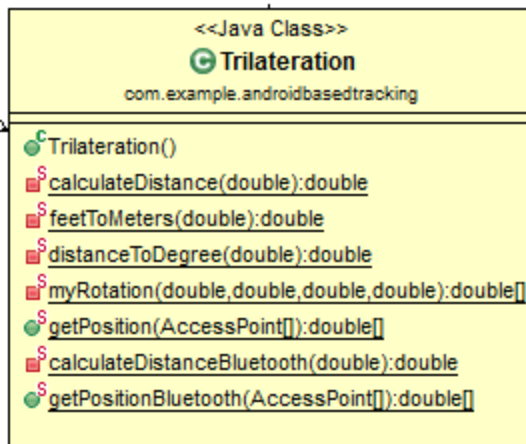 <<Java Class>>
C Trilateration
com.example.androidbasedtracking
C Trilateration()
S calculateDistance(double):double
S feetToMeters(double):double
S distanceToDegree(double):double
S myRotation(double,double,double,double):double[]
S getPosition(AccessPoint[]):double[]
S calculateDistanceBluetooth(double):double
S getPositionBluetooth(AccessPoint[]):double[]